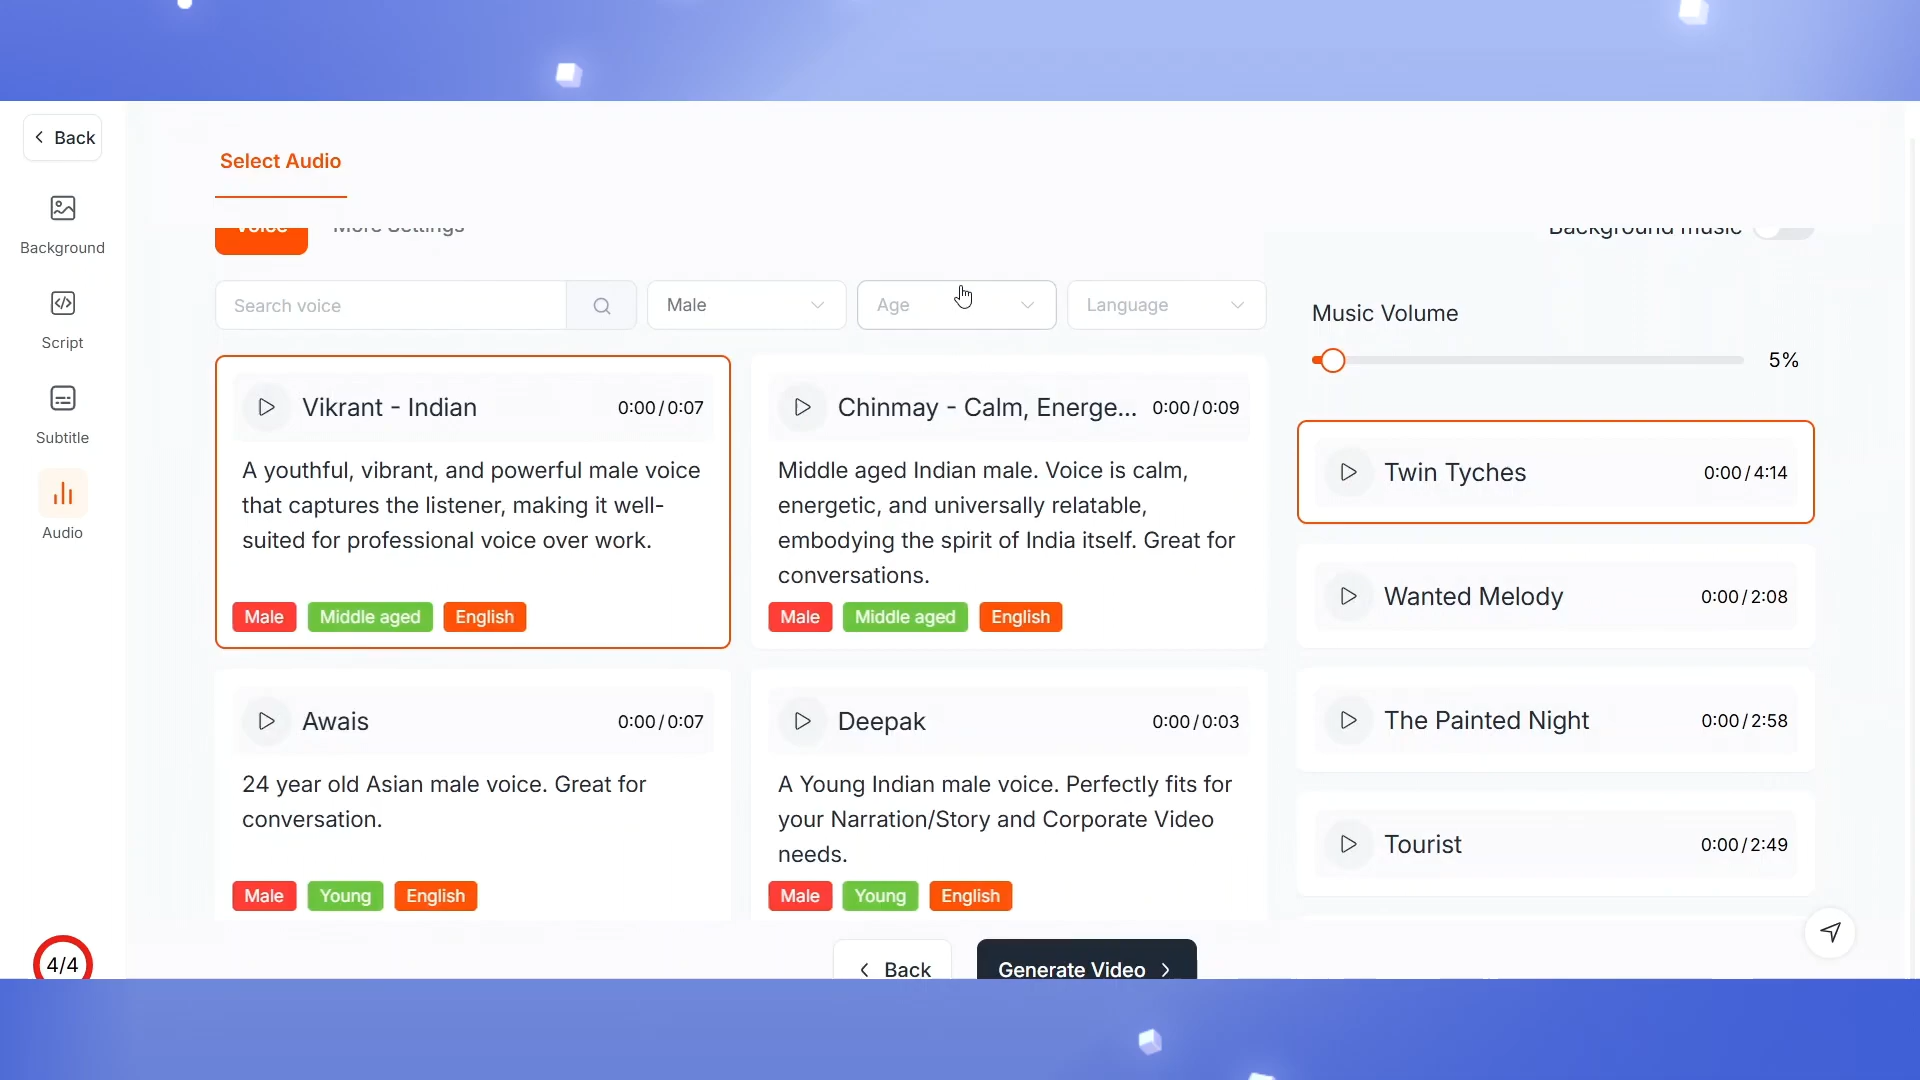 Back
Select Audio
Voice
More Settings
Background music
Background
Search voice
Male
Age
Language
Music Volume
5%
Script
Subtitle
Audio
Vikrant - Indian
0:00 / 0:07
A youthful, vibrant, and powerful male voice
that captures the listener, making it well-
suited for professional voice over work.
Male
Middle aged
English
Chinmay - Calm, Energe...
0:00 / 0:09
Middle aged Indian male. Voice is calm,
energetic, and universally relatable,
embodying the spirit of India itself. Great for
conversations.
Male
Middle aged
English
Twin Tyches
0:00 / 4:14
Wanted Melody
0:00 / 2:08
Awais
0:00 / 0:07
24 year old Asian male voice. Great for
conversation.
Male
Young
English
Deepak
0:00 / 0:03
A Young Indian male voice. Perfectly fits for
your Narration/Story and Corporate Video
needs.
Male
Young
English
The Painted Night
0:00 / 2:58
Tourist
0:00 / 2:49
4/4
Back
Generate Video